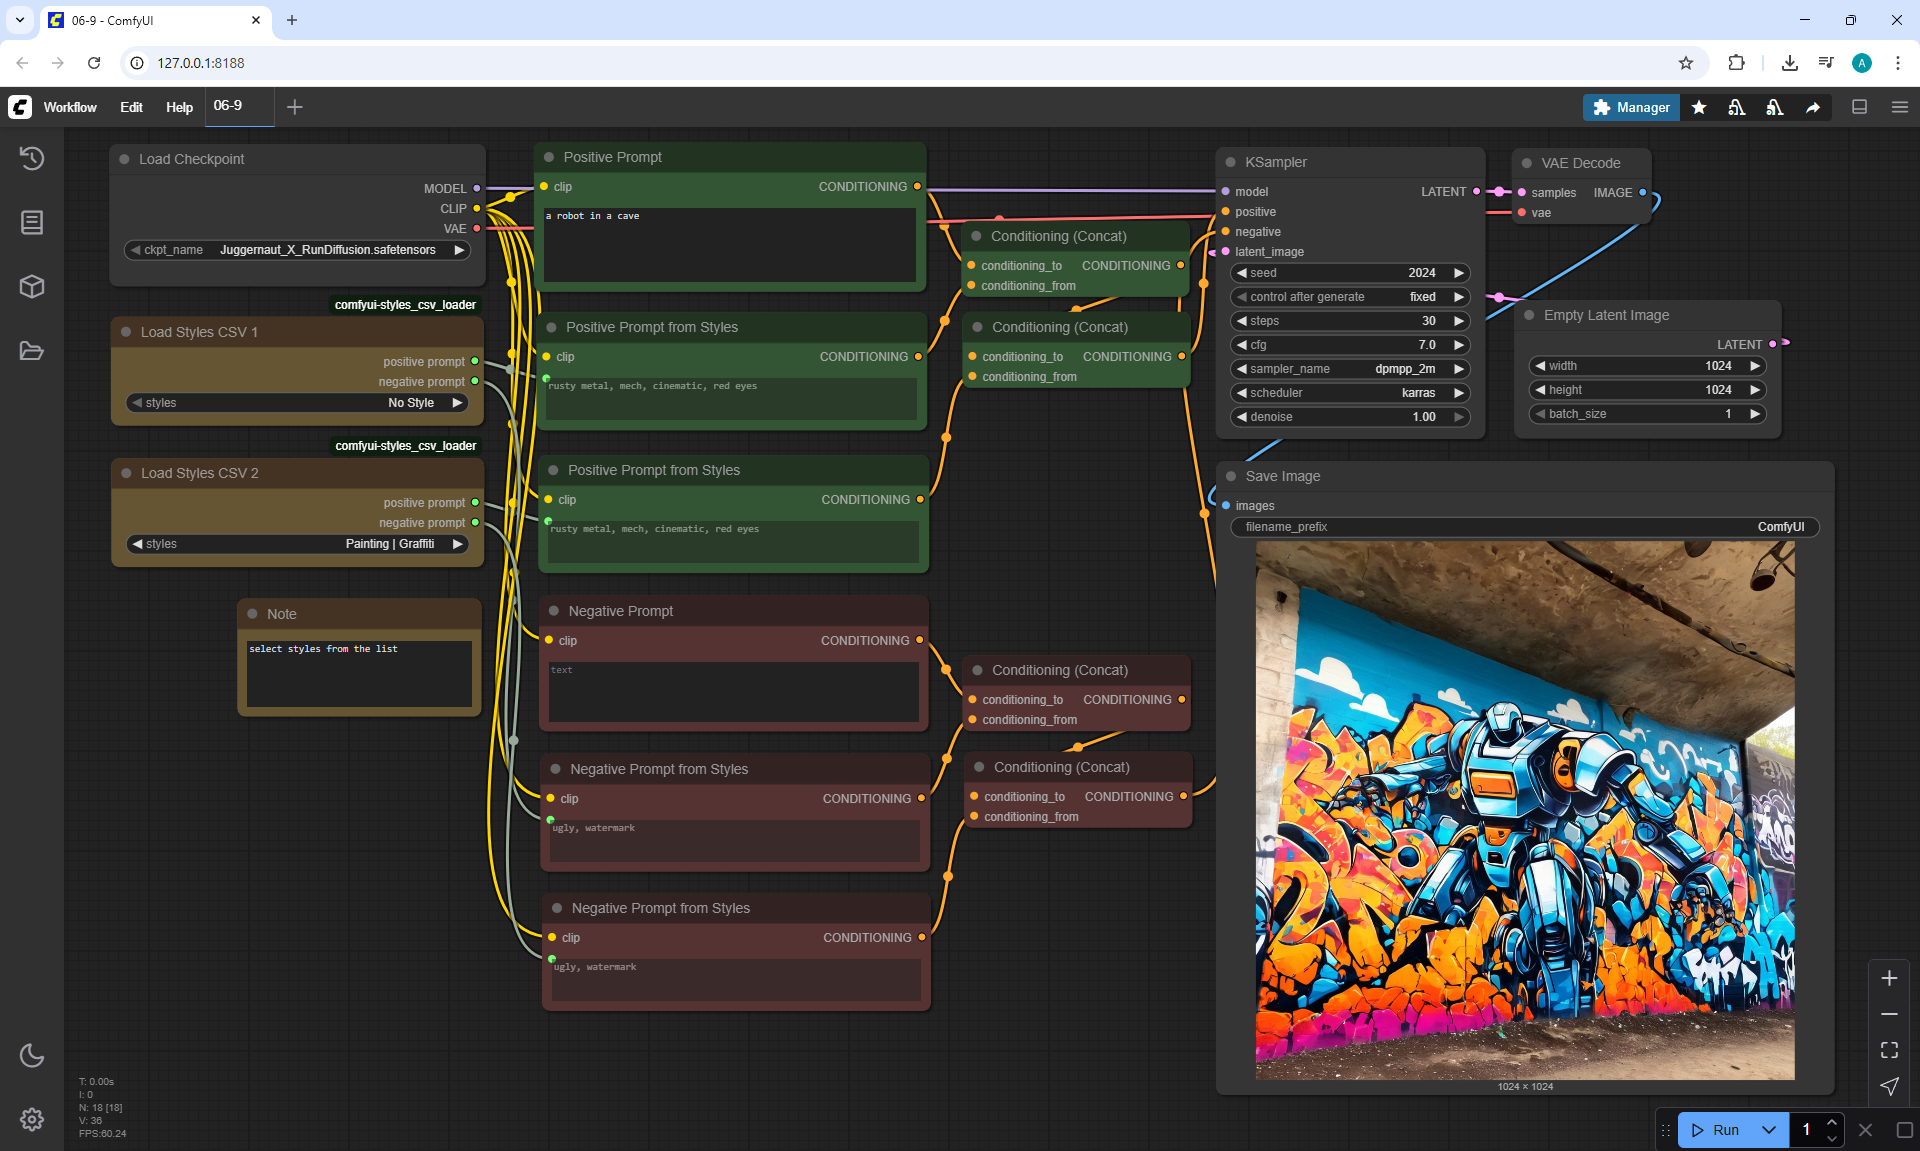 06-9 - ComfyUI
127.0.0.1:8188
A
Workflow
Edit
Help
06-9
Manager
Load Checkpoint
MODEL
CLIP
VAE
ckpt_name Juggernaut_X_RunDiffusion.safetensors
comfyui-styles_csv_loader
Load Styles CSV 1
positive prompt
negative prompt
styles No Style
comfyui-styles_csv_loader
Load Styles CSV 2
positive prompt
negative prompt
styles Painting | Graffiti
Note
select styles from the list
Positive Prompt
clip CONDITIONING
a robot in a cave
Positive Prompt from Styles
clip CONDITIONING
rusty metal, mech, cinematic, red eyes
Positive Prompt from Styles
clip CONDITIONING
rusty metal, mech, cinematic, red eyes
Negative Prompt
clip CONDITIONING
text
Negative Prompt from Styles
clip CONDITIONING
ugly, watermark
Negative Prompt from Styles
clip CONDITIONING
ugly, watermark
Conditioning (Concat)
conditioning_to CONDITIONING
conditioning_from
Conditioning (Concat)
conditioning_to CONDITIONING
conditioning_from
Conditioning (Concat)
conditioning_to CONDITIONING
conditioning_from
Conditioning (Concat)
conditioning_to CONDITIONING
conditioning_from
KSampler
model LATENT
positive
negative
latent_image
seed 2024
control after generate fixed
steps 30
cfg 7.0
sampler_name dpmpp_2m
scheduler karras
denoise 1.00
VAE Decode
samples IMAGE
vae
Empty Latent Image
LATENT
width 1024
height 1024
batch_size 1
Save Image
images
filename_prefix ComfyUI
1024 × 1024
T: 0.00s
I: 0
N: 18 [18]
V: 36
FPS:60.24
Run
1